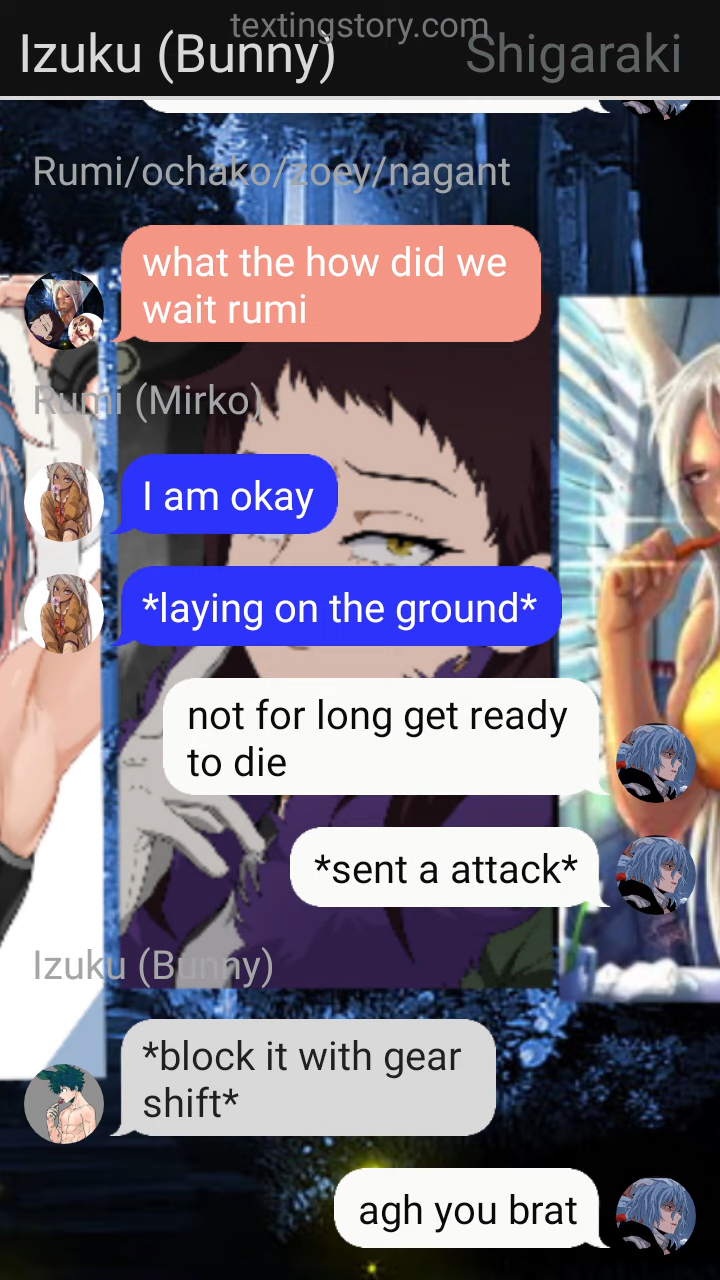 textingstory.com
Izuku (Bunny) Shigaraki
Rumi/ochako/zoey/nagant
what the how did we
wait rumi
Rumi (Mirko)
I am okay
*laying on the ground*
not for long get ready
to die
*sent a attack*
Izuku (Bunny)
*block it with gear
shift*
agh you brat